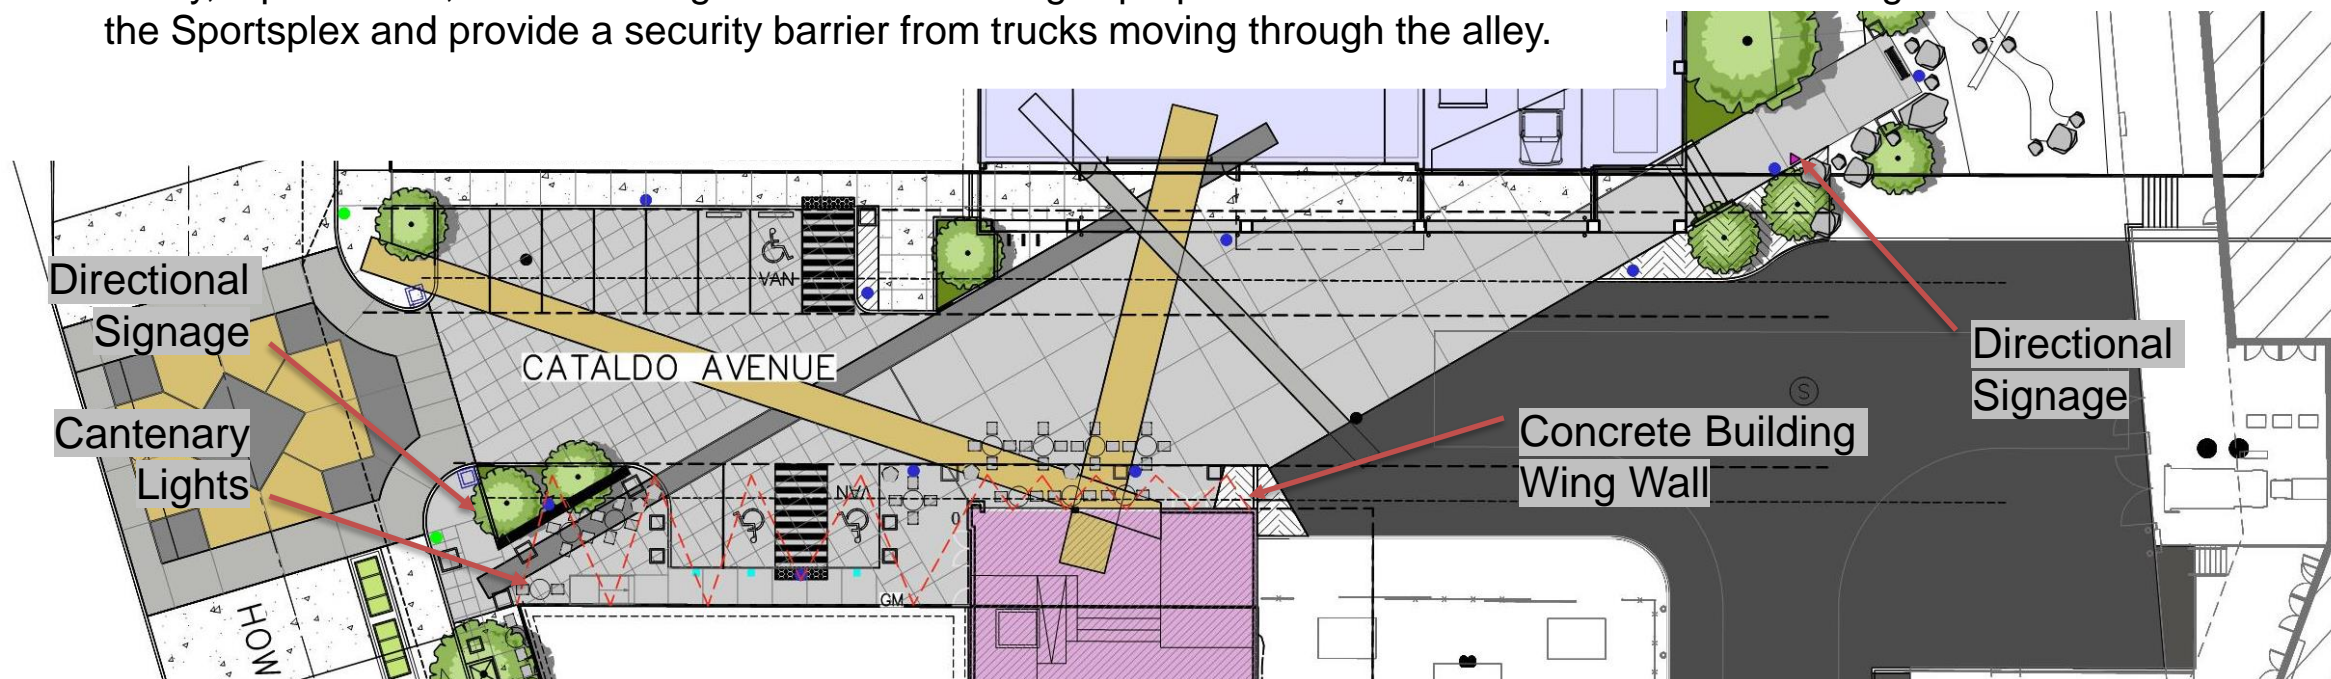 the Sportsplex and provide a security barrier from trucks moving through the alley.
VAN
Directional
Signage
CATALDO AVENUE
Directional
Signage
Cantenary
Lights
Concrete Building
Wing Wall
S
VAN
GM
HOW